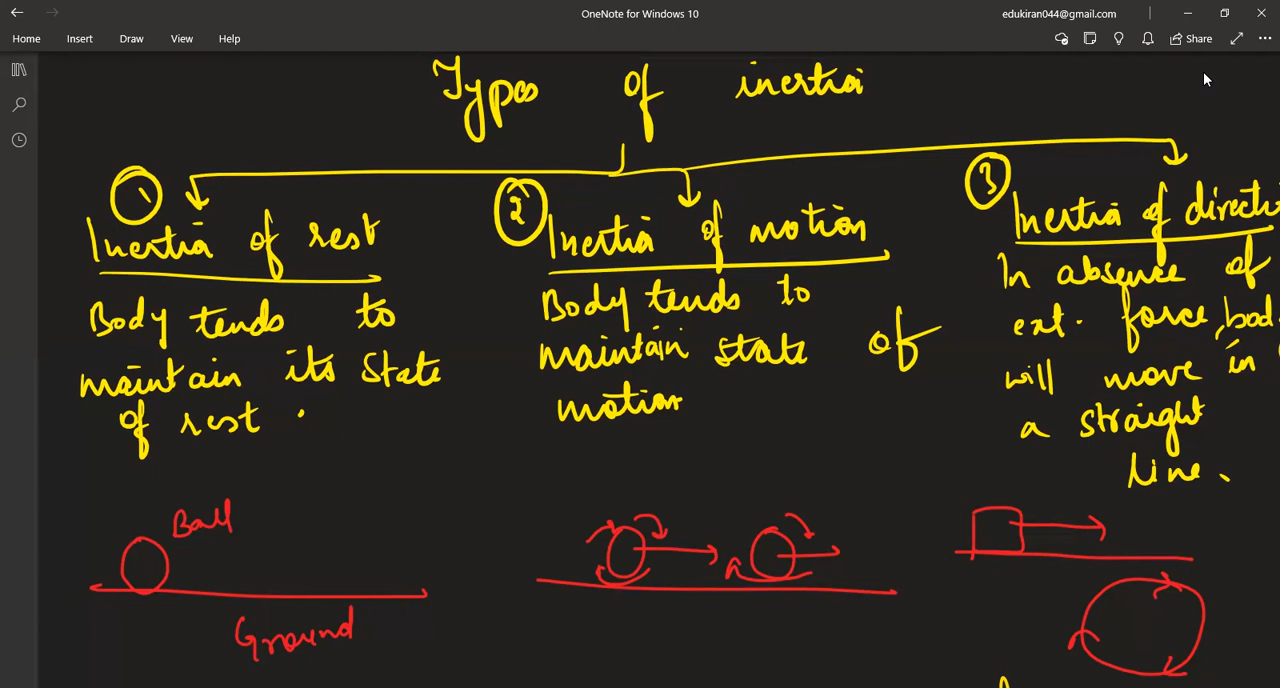 OneNote for Windows 10
edukiran044@gmail.com
Home
Insert
Draw
View
Help
Share
Types of inertia
1
Inertia of rest
Body tends to
maintain its state
of rest.
2
Inertia of motion
Body tends to
maintain state of
motion
3
Inertia of directi
In absence of
ext. force, bod
will move in
a straight
line.
Ball
Ground